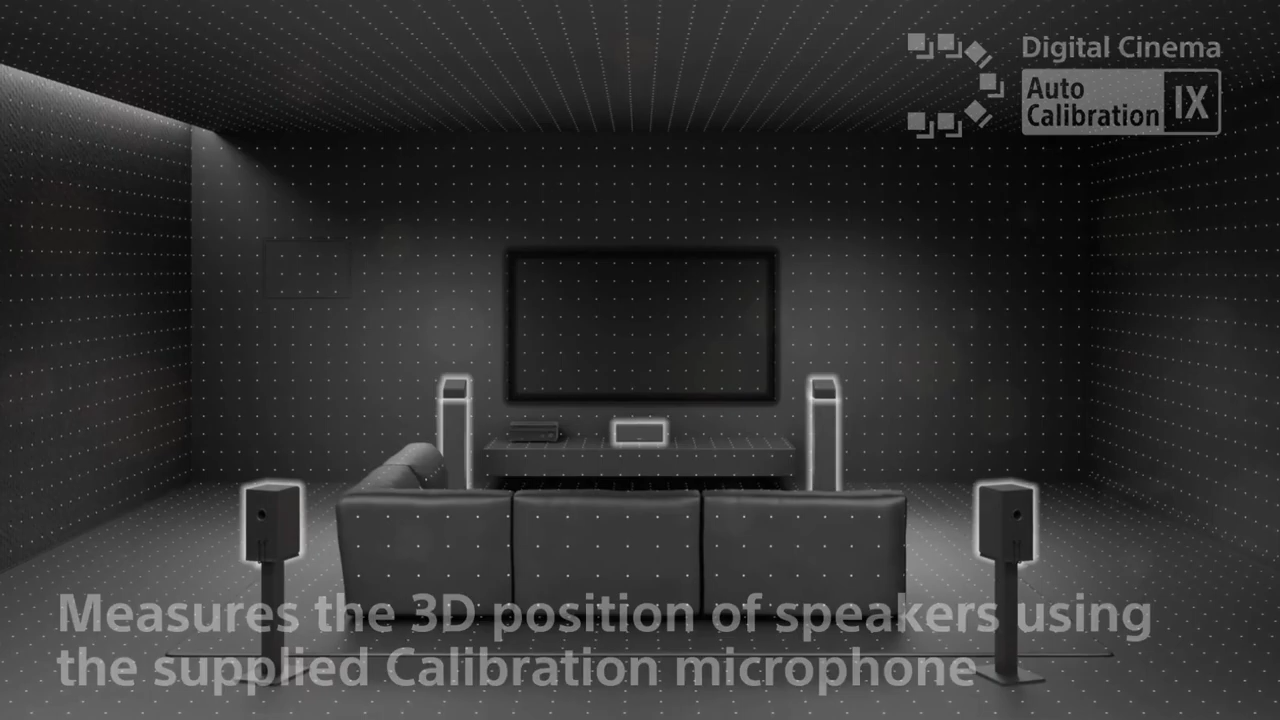 Digital Cinema
Auto
Calibration IX
Measures the 3D position of speakers using
the supplied Calibration microphone